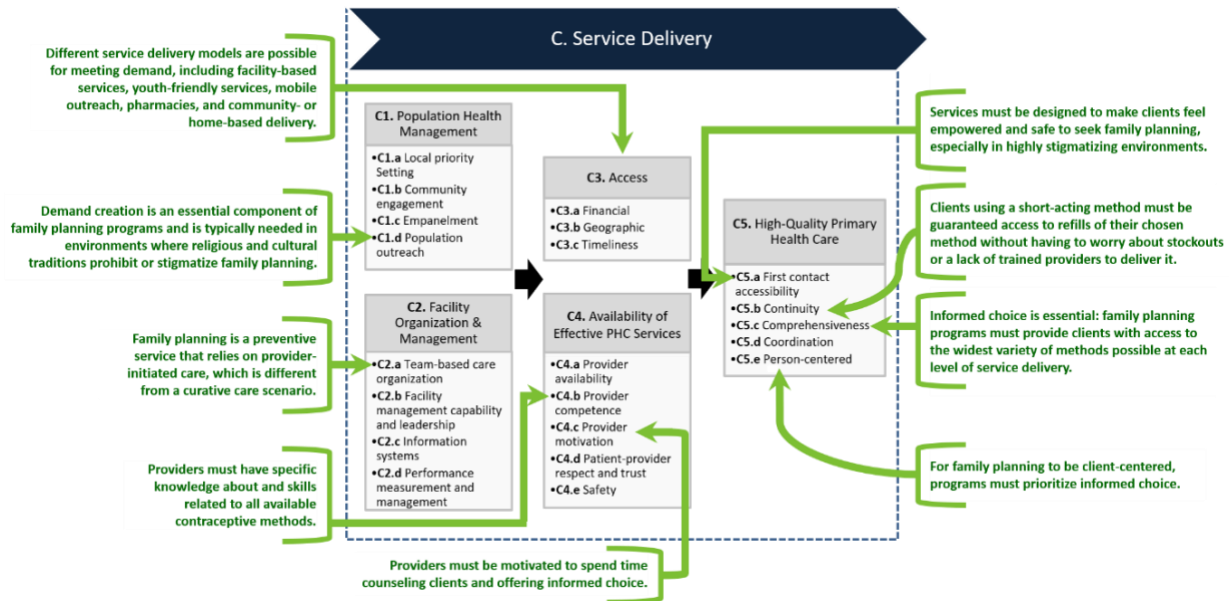 C. Service Delivery
Different service delivery models are possible
for meeting demand, including facility-based
services, youth-friendly services, mobile
outreach, pharmacies, and community- or
home-based delivery.
Demand creation is an essential component of
family planning programs and is typically needed in
environments where religious and cultural
traditions prohibit or stigmatize family planning.
Family planning is a preventive
service that relies on provider-
initiated care, which is different
from a curative care scenario.
Providers must have specific
knowledge about and skills
related to all available
contraceptive methods.
C1. Population Health
Management
•C1.a Local priority
Setting
•C1.b Community
engagement
•C1.c Empanelment
•C1.d Population
outreach
C2. Facility
Organization &
Management
•C2.a Team-based care
organization
•C2.b Facility
management capability
and leadership
•C2.c Information
systems
•C2.d Performance
measurement and
management
C3. Access
•C3.a Financial
•C3.b Geographic
•C3.c Timeliness
C4. Availability of
Effective PHC Services
•C4.a Provider
availability
•C4.b Provider
competence
•C4.c Provider
motivation
•C4.d Patient-provider
respect and trust
•C4.e Safety
C5. High-Quality Primary
Health Care
•C5.a First contact
accessibility
•C5.b Continuity
•C5.c Comprehensiveness
•C5.d Coordination
•C5.e Person-centered
Services must be designed to make clients feel
empowered and safe to seek family planning,
especially in highly stigmatizing environments.
Clients using a short-acting method must be
guaranteed access to refills of their chosen
method without having to worry about stockouts
or a lack of trained providers to deliver it.
Informed choice is essential: family planning
programs must provide clients with access to
the widest variety of methods possible at each
level of service delivery.
For family planning to be client-centered,
programs must prioritize informed choice.
Providers must be motivated to spend time
counseling clients and offering informed choice.